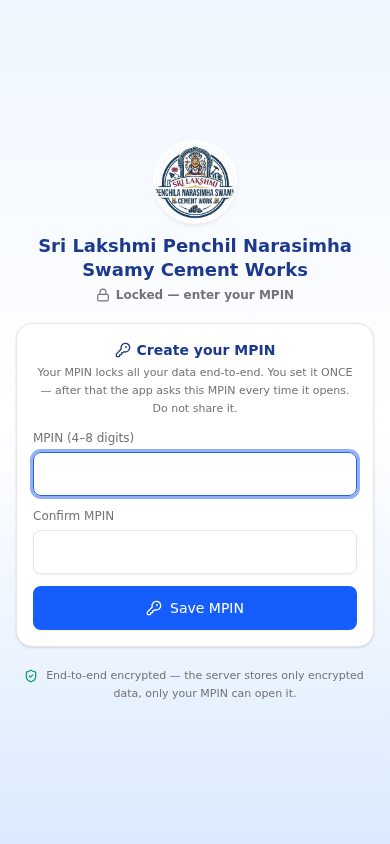 SRI LAKSHMI
PENCHILA NARASIMHA SWAMY
CEMENT WORK
Sri Lakshmi Penchil Narasimha
Swamy Cement Works
Locked — enter your MPIN
Create your MPIN
Your MPIN locks all your data end-to-end. You set it ONCE
— after that the app asks this MPIN every time it opens.
Do not share it.
MPIN (4–8 digits)
Confirm MPIN
Save MPIN
End-to-end encrypted — the server stores only encrypted
data, only your MPIN can open it.